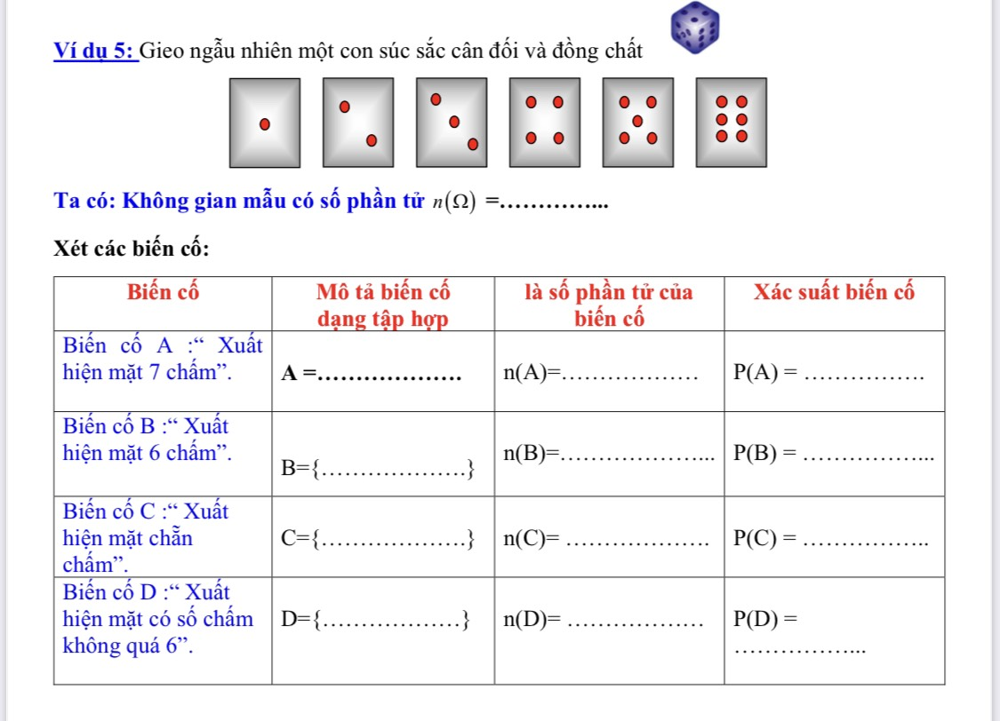 Ví dụ 5: Gieo ngẫu nhiên một con súc sắc cân đối và đồng chất
Ta có: Không gian mẫu có số phần tử n(Ω) =................
Xét các biến cố:
Biến cố
Mô tả biến cố
dạng tập hợp
là số phần tử của
biến cố
Xác suất biến cố
Biến cố A :“ Xuất
hiện mặt 7 chấm”.
A =...................
n(A)=..................
P(A) = ................
Biến cố B :“ Xuất
hiện mặt 6 chấm”.
B={...................}
n(B)=....................
P(B) = .................
Biến cố C :“ Xuất
hiện mặt chẵn
chấm”.
C={...................}
n(C)= ...................
P(C) = .................
Biến cố D :“ Xuất
hiện mặt có số chấm
không quá 6”.
D={..................}
n(D)= ..................
P(D) =
.................